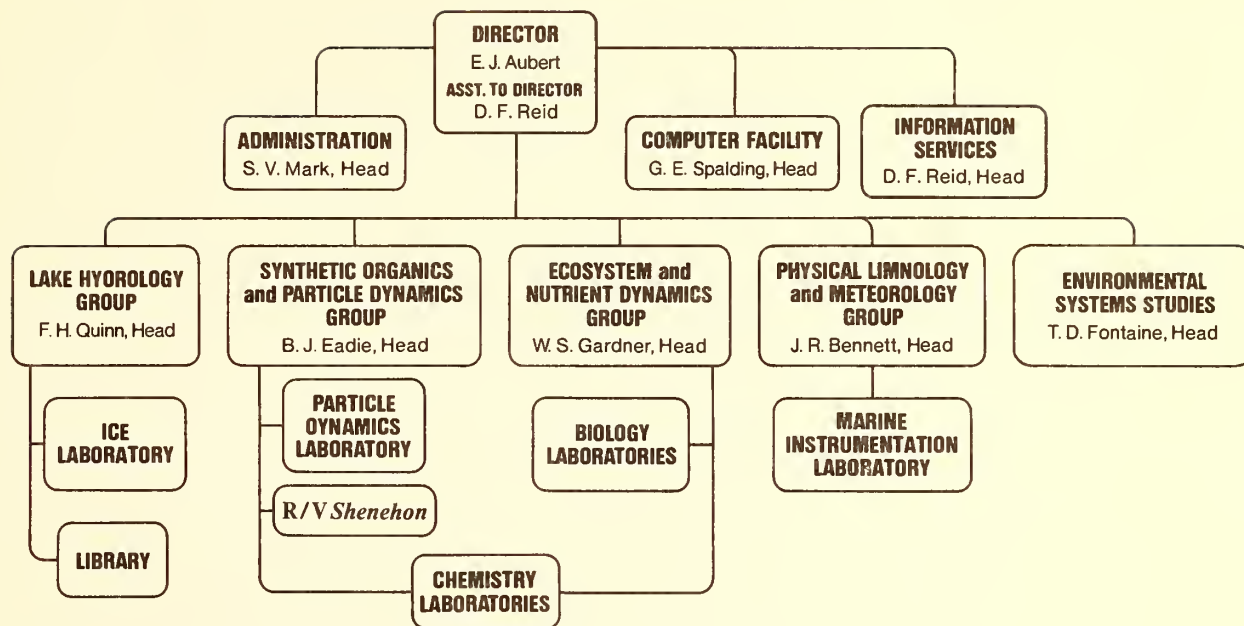 DIRECTOR
E. J. Aubert
ASST. TO DIRECTOR
D. F. Reid
ADMINISTRATION
S. V. Mark, Head
COMPUTER FACILITY
G. E. Spalding, Head
INFORMATION
SERVICES
D. F. Reid, Head
LAKE HYDROLOGY
GROUP
F. H. Quinn, Head
SYNTHETIC ORGANICS
and PARTICLE DYNAMICS
GROUP
B. J. Eadie, Head
ECOSYSTEM and
NUTRIENT DYNAMICS
GROUP
W. S. Gardner, Head
PHYSICAL LIMNOLOGY
and METEOROLOGY
GROUP
J. R. Bennett, Head
ENVIRONMENTAL
SYSTEMS STUDIES
T. D. Fontaine, Head
ICE
LABORATORY
LIBRARY
PARTICLE
DYNAMICS
LABORATORY
R/V Shenehon
BIOLOGY
LABORATORIES
CHEMISTRY
LABORATORIES
MARINE
INSTRUMENTATION
LABORATORY